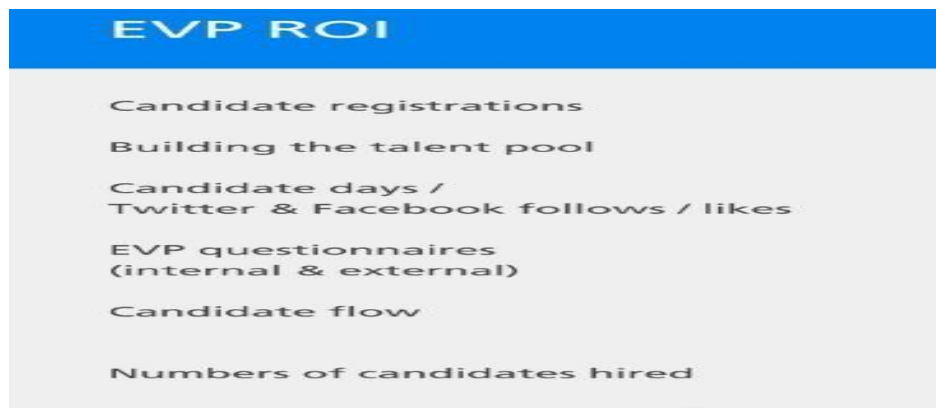 EVP ROI
Candidate registrations
Building the talent pool
Candidate days /
Twitter & Facebook follows / likes
EVP questionnaires
(internal & external)
Candidate flow
Numbers of candidates hired